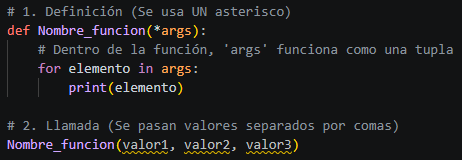 # 1. Definición (Se usa UN asterisco)
def Nombre_funcion(*args):
    # Dentro de la función, 'args' funciona como una tupla
    for elemento in args:
        print(elemento)

# 2. Llamada (Se pasan valores separados por comas)
Nombre_funcion(valor1, valor2, valor3)